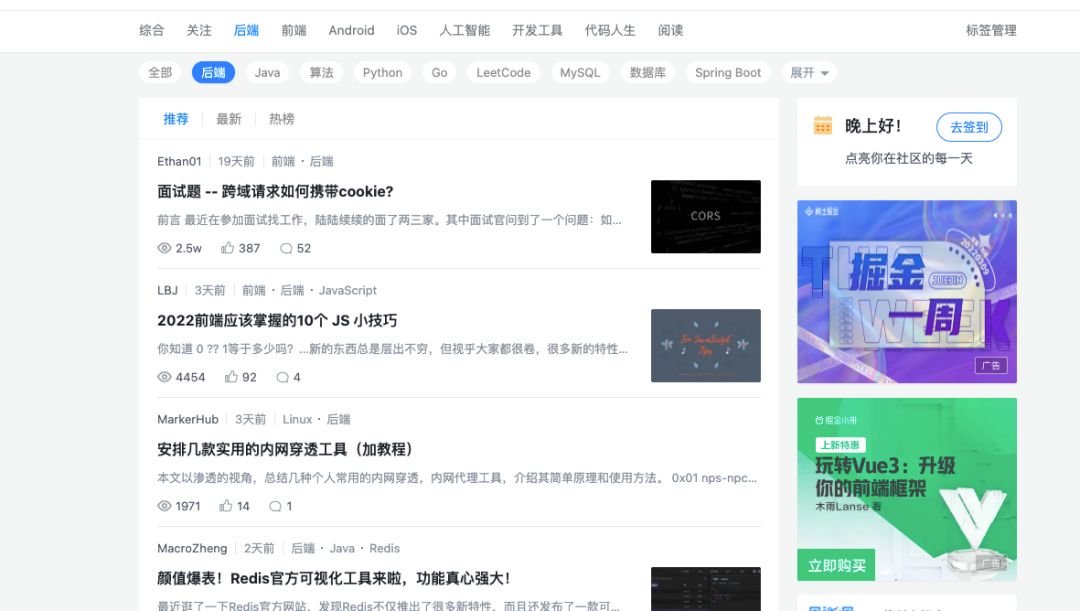 综合 关注 后端 前端 Android iOS 人工智能 开发工具 代码人生 阅读 标签管理
全部 后端 Java 算法 Python Go LeetCode MySQL 数据库 Spring Boot 展开
推荐 最新 热榜
Ethan01 19天前 前端 · 后端
面试题 -- 跨域请求如何携带cookie?
前言 最近在参加面试找工作，陆陆续续的面了两三家。其中面试官问到了一个问题：如...
2.5w 387 52
CORS
LBJ 3天前 前端 · 后端 · JavaScript
2022前端应该掌握的10个 JS 小技巧
你知道 0 ?? 1等于多少吗？...新的东西总是层出不穷，但视乎大家都很卷，很多新的特性...
4454 92 4
MarkerHub 3天前 Linux · 后端
安排几款实用的内网穿透工具（加教程）
本文以渗透的视角，总结几种个人常用的内网穿透，内网代理工具，介绍其简单原理和使用方法。 0x01 nps-npc...
1971 14 1
MacroZheng 2天前 后端 · Java · Redis
颜值爆表！Redis官方可视化工具来啦，功能真心强大！
最近逛了一下Redis官方网站，发现Redis不仅推出了很多新特性，而且还发布了一款可...
晚上好！ 去签到
点亮你在社区的每一天
稀土掘金
20220309
掘金 JUEJIN
一周
WEEK
广告
掘金小册
上新特惠
玩转Vue3：升级
你的前端框架
木雨Lanse 著
立即购买 广告